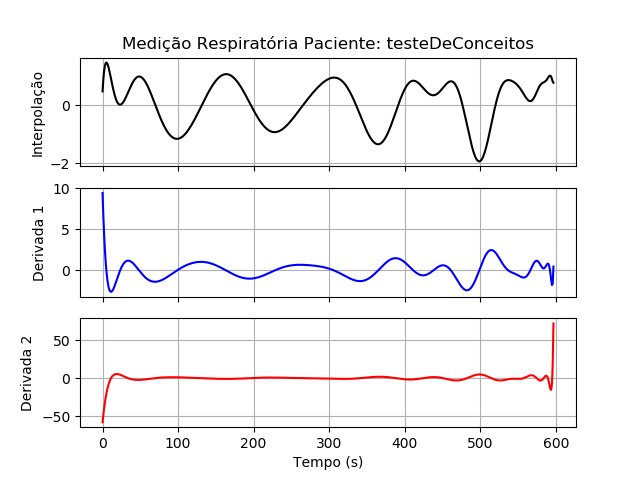 Medição Respiratória Paciente: testeDeConceitos
Interpolação
0
−2
Derivada 1
10
5
0
Derivada 2
50
0
−50
0 100 200 300 400 500 600
Tempo (s)